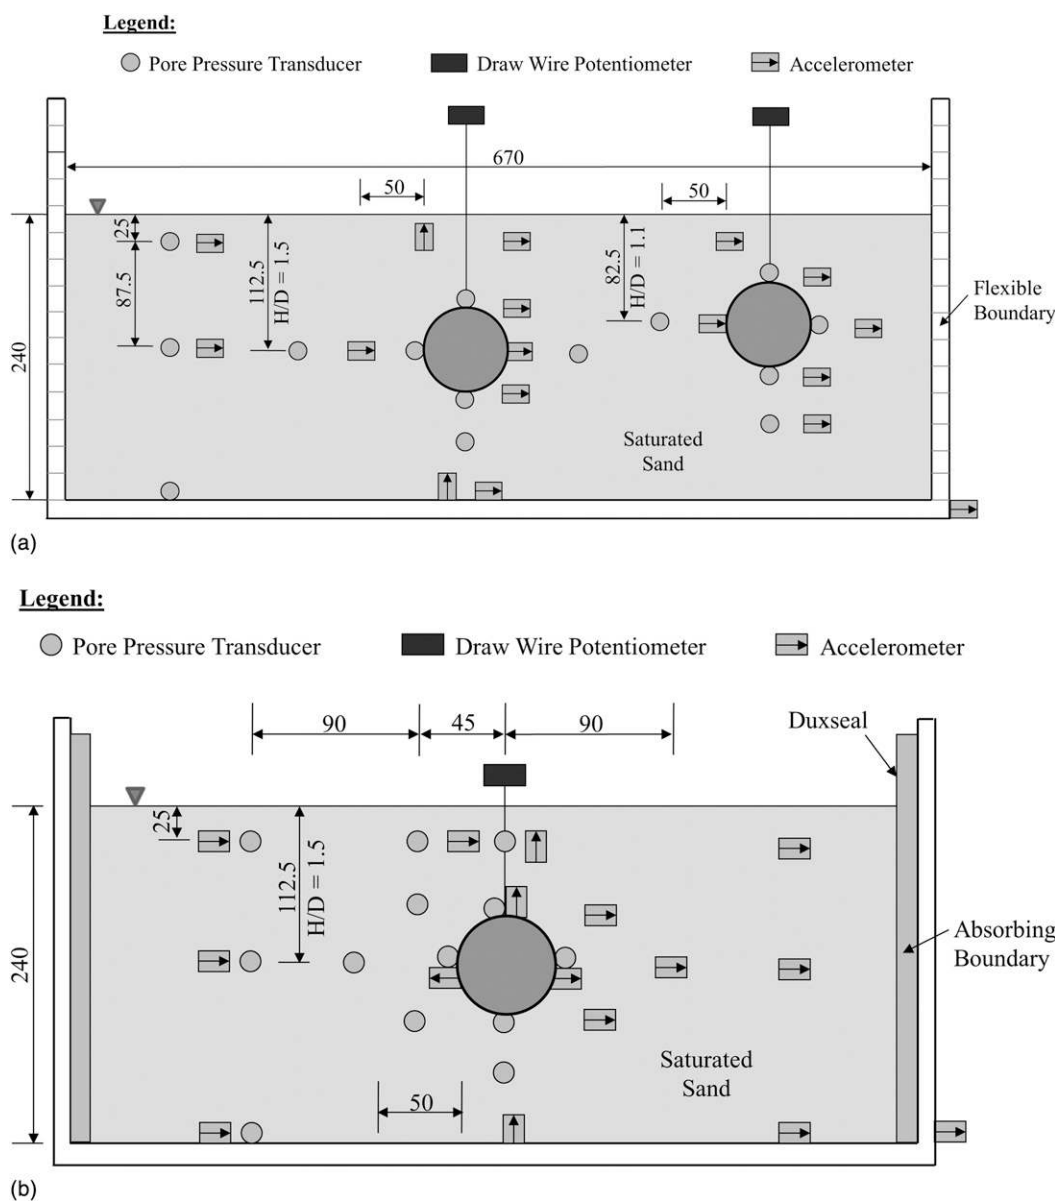 Legend:
Pore Pressure Transducer
Draw Wire Potentiometer
Accelerometer
670
50
50
25
87.5
112.5
H/D = 1.5
82.5
H/D = 1.1
240
Flexible
Boundary
Saturated
Sand
(a)
Legend:
Pore Pressure Transducer
Draw Wire Potentiometer
Accelerometer
90
45
90
Duxseal
25
112.5
H/D = 1.5
240
Absorbing
Boundary
Saturated
Sand
50
(b)